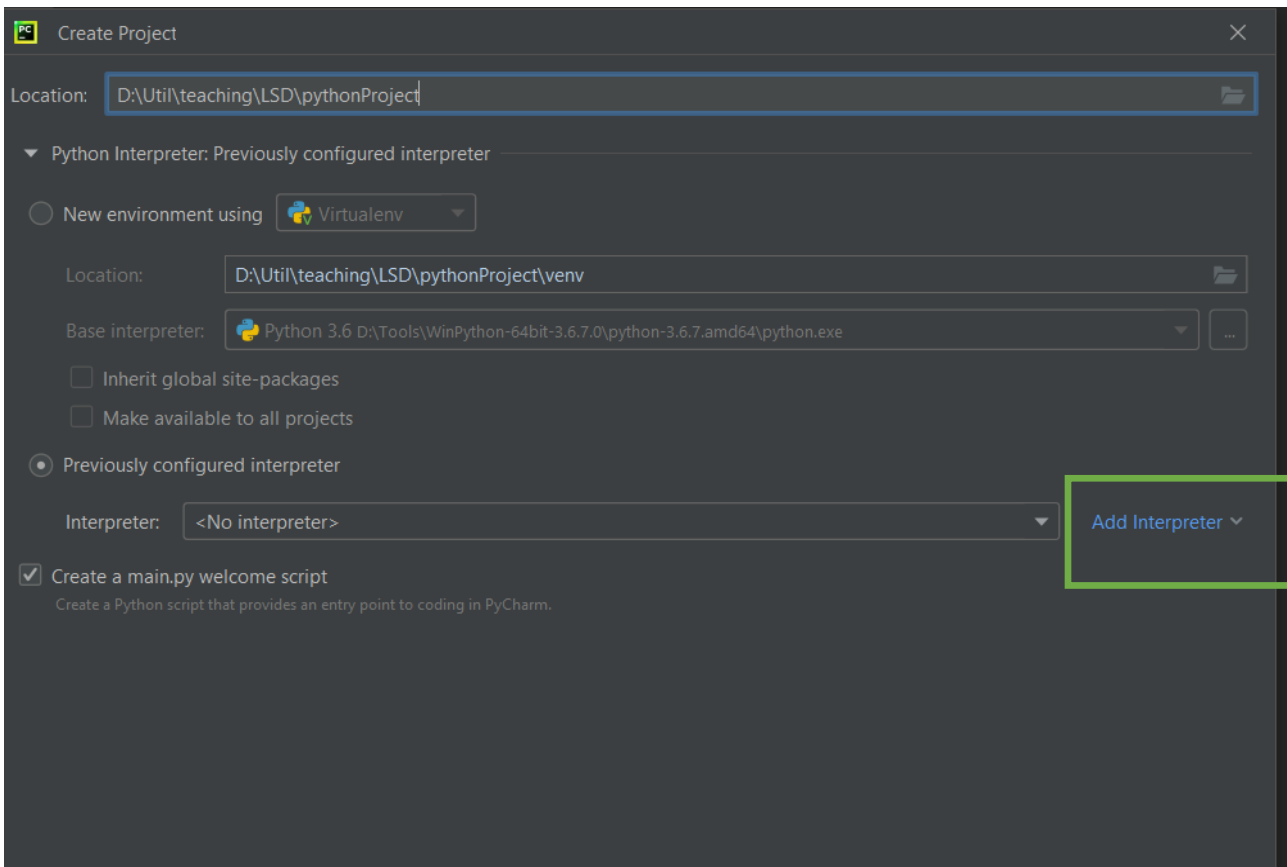 PC Create Project
Location: D:\Util\teaching\LSD\pythonProject
Python Interpreter: Previously configured interpreter
New environment using Virtualenv
Location: D:\Util\teaching\LSD\pythonProject\venv
Base interpreter: Python 3.6 D:\Tools\WinPython-64bit-3.6.7.0\python-3.6.7.amd64\python.exe ...
Inherit global site-packages
Make available to all projects
Previously configured interpreter
Interpreter: <No interpreter> Add Interpreter
Create a main.py welcome script
Create a Python script that provides an entry point to coding in PyCharm.